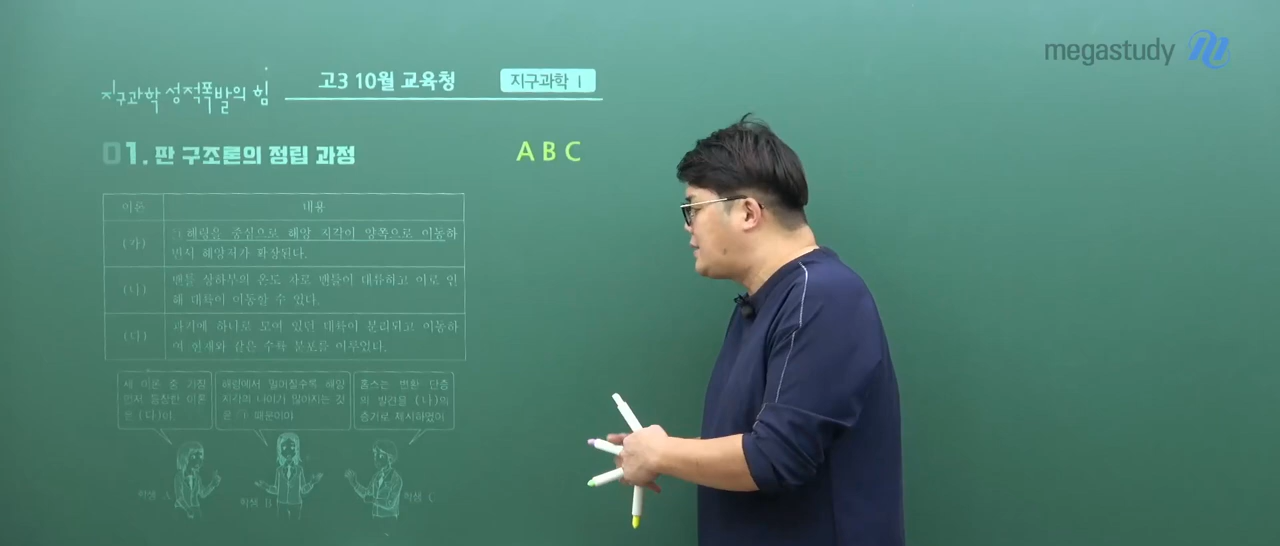 megastudy
지구과학 성적폭발의 힘
고3 10월 교육청
지구과학 I
01. 판 구조론의 정립 과정
A B C
이론
내용
(가)
㉠해령을 중심으로 해양 지각이 양쪽으로 이동하
면서 해양저가 확장된다.
(나)
맨틀 상하부의 온도 차로 맨틀이 대류하고 이로 인
해 대륙이 이동할 수 있다.
(다)
과거에 하나로 모여 있던 대륙이 분리되고 이동하
여 현재와 같은 수륙 분포를 이루었다.
세 이론 중 가장
먼저 등장한 이론
은 (다)야.
해령에서 멀어질수록 해양
지각의 나이가 많아지는 것
은 ㉠ 때문이야
홈스는 변환 단층
의 발견을 (나)의
증거로 제시하였어
학생 A
학생 B
학생 C